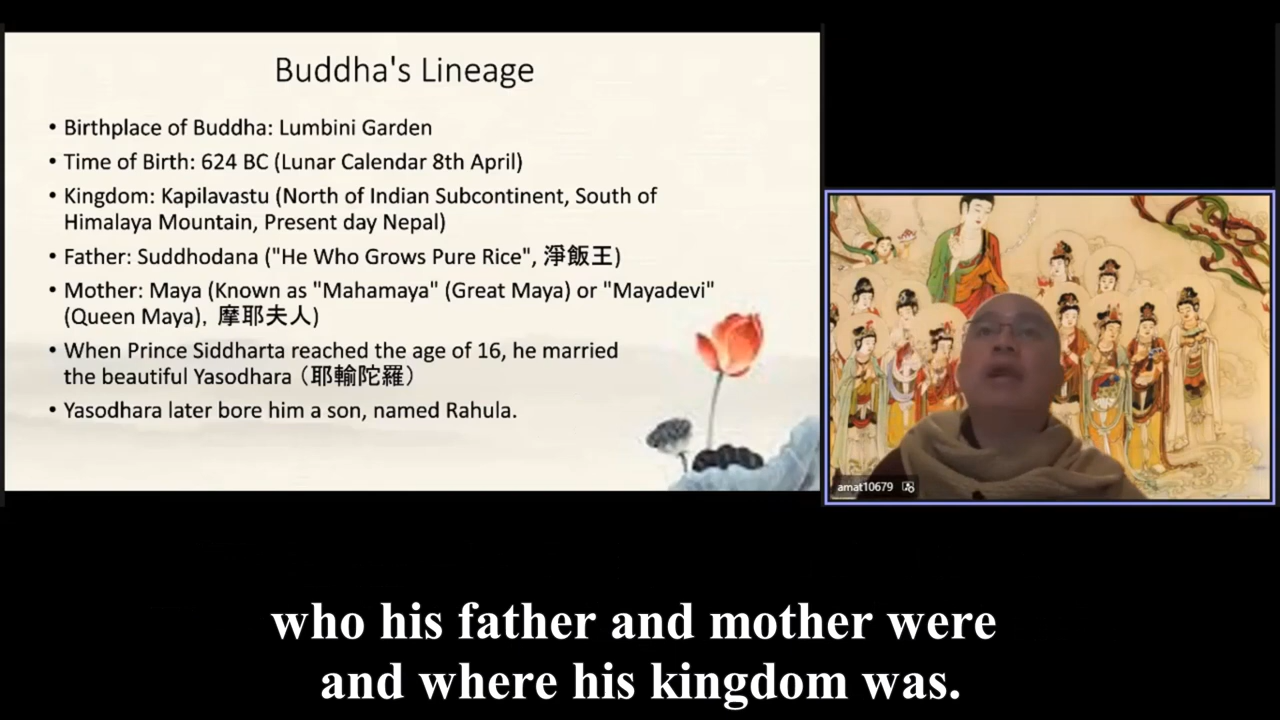 Buddha's Lineage
• Birthplace of Buddha: Lumbini Garden
• Time of Birth: 624 BC (Lunar Calendar 8th April)
• Kingdom: Kapilavastu (North of Indian Subcontinent, South of
Himalaya Mountain, Present day Nepal)
• Father: Suddhodana ("He Who Grows Pure Rice", 淨飯王)
• Mother: Maya (Known as "Mahamaya" (Great Maya) or "Mayadevi"
(Queen Maya), 摩耶夫人)
• When Prince Siddharta reached the age of 16, he married
the beautiful Yasodhara（耶輸陀羅）
• Yasodhara later bore him a son, named Rahula.
amat10679
who his father and mother were
and where his kingdom was.